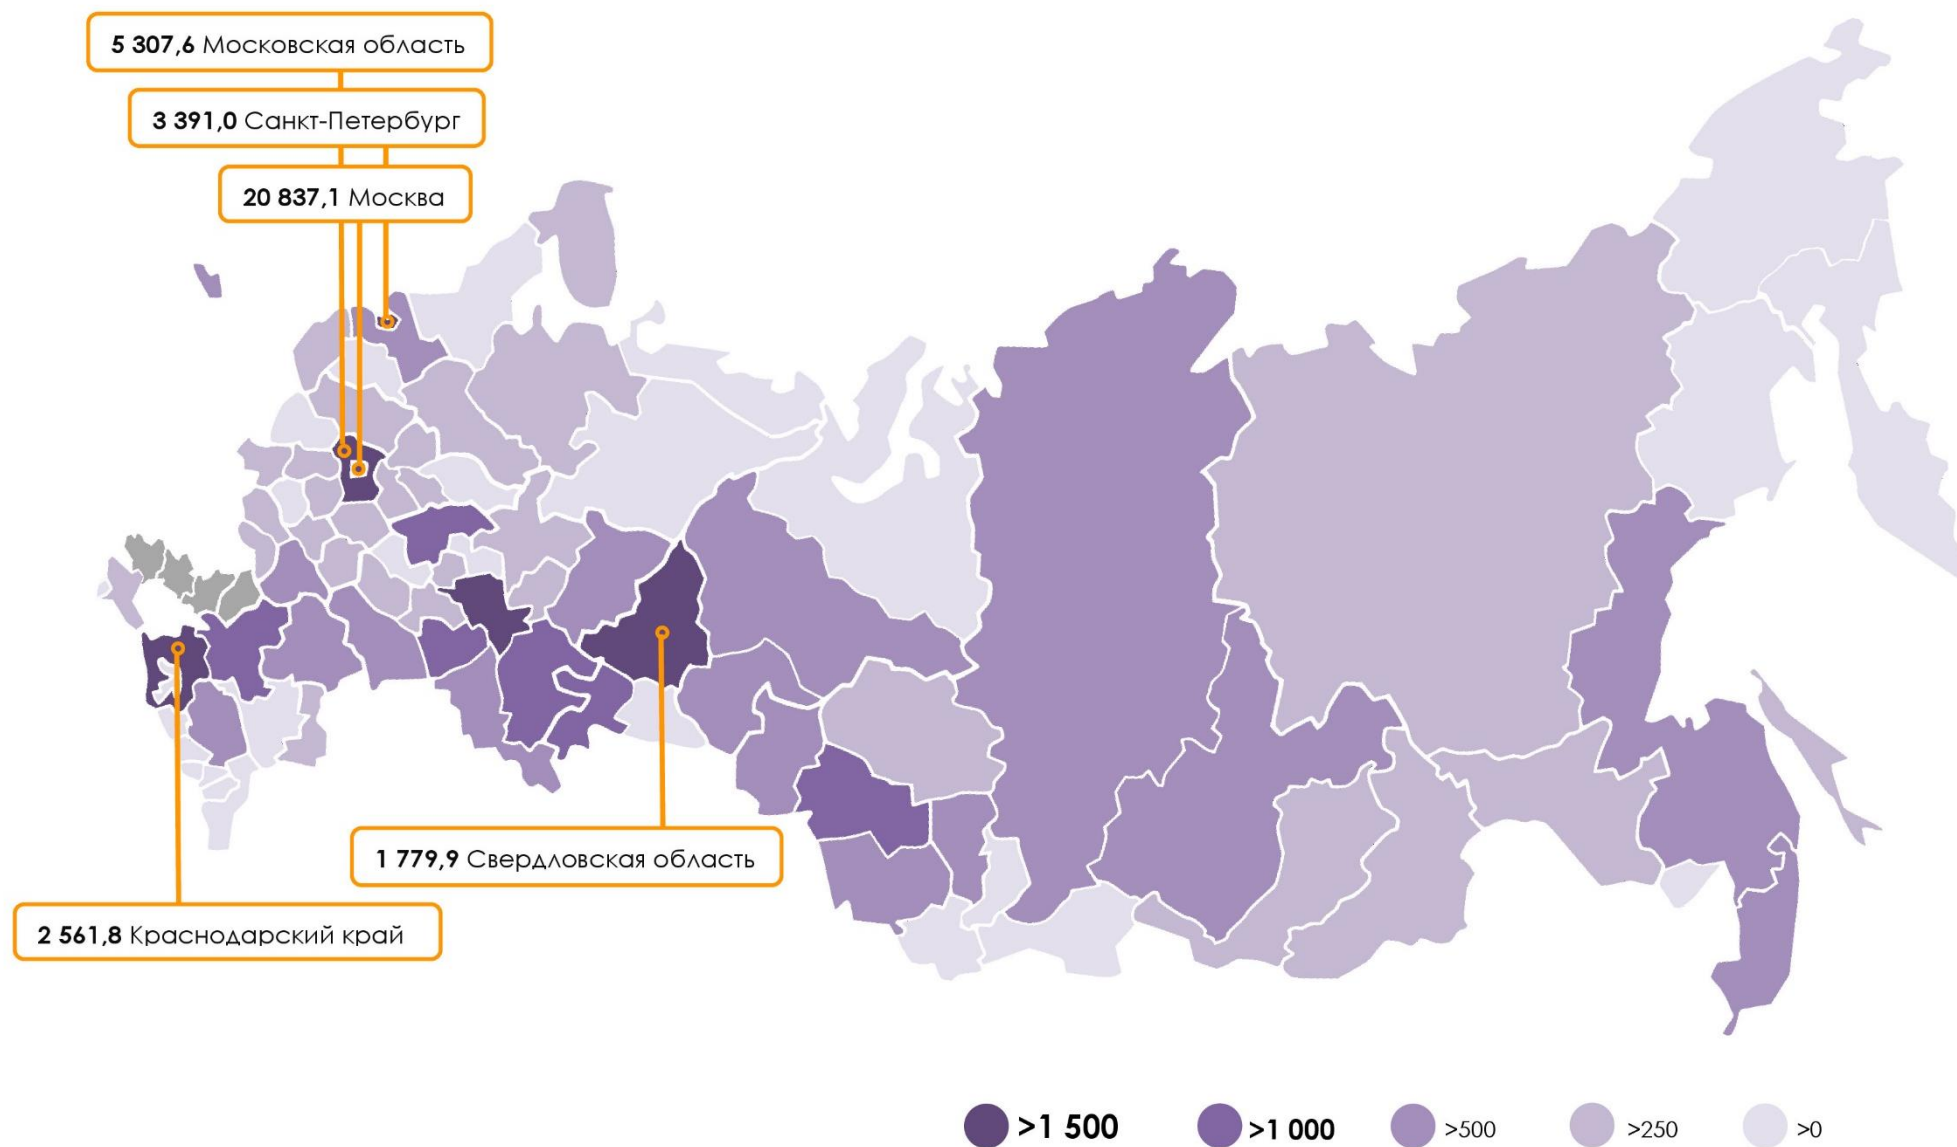 5 307,6 Московская область
3 391,0 Санкт-Петербург
20 837,1 Москва
1 779,9 Свердловская область
2 561,8 Краснодарский край
>1 500 >1 000 >500 >250 >0